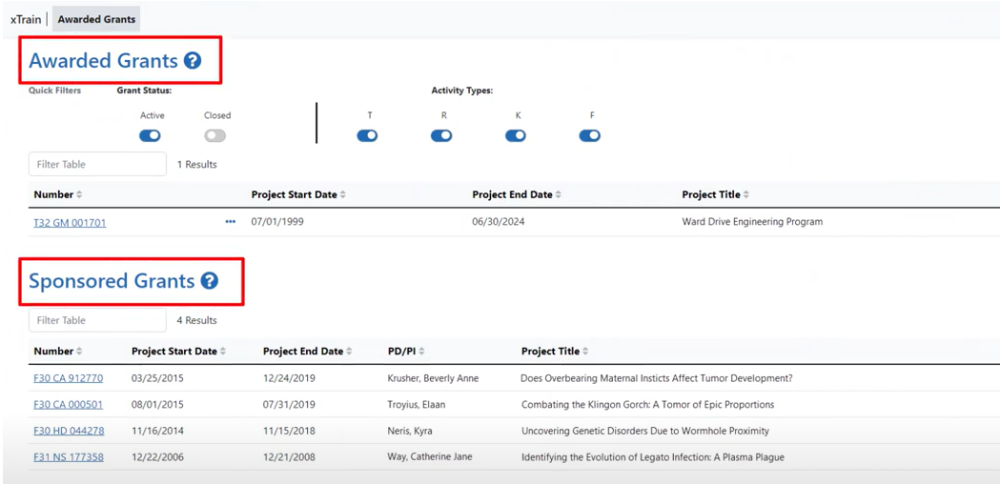 xTrain | Awarded Grants
Awarded Grants ?
Quick Filters Grant Status: Activity Types:
Active Closed T R K F
Filter Table 1 Results
Number Project Start Date Project End Date Project Title
T32 GM 001701 ••• 07/01/1999 06/30/2024 Ward Drive Engineering Program
Sponsored Grants ?
Filter Table 4 Results
Number Project Start Date Project End Date PD/PI Project Title
F30 CA 912770 03/25/2015 12/24/2019 Krusher, Beverly Anne Does Overbearing Maternal Insticts Affect Tumor Development?
F30 CA 000501 08/01/2015 07/31/2019 Troyius, Elaan Combating the Klingon Gorch: A Tomor of Epic Proportions
F30 HD 044278 11/16/2014 11/15/2018 Neris, Kyra Uncovering Genetic Disorders Due to Wormhole Proximity
F31 NS 177358 12/22/2006 12/21/2008 Way, Catherine Jane Identifying the Evolution of Legato Infection: A Plasma Plague